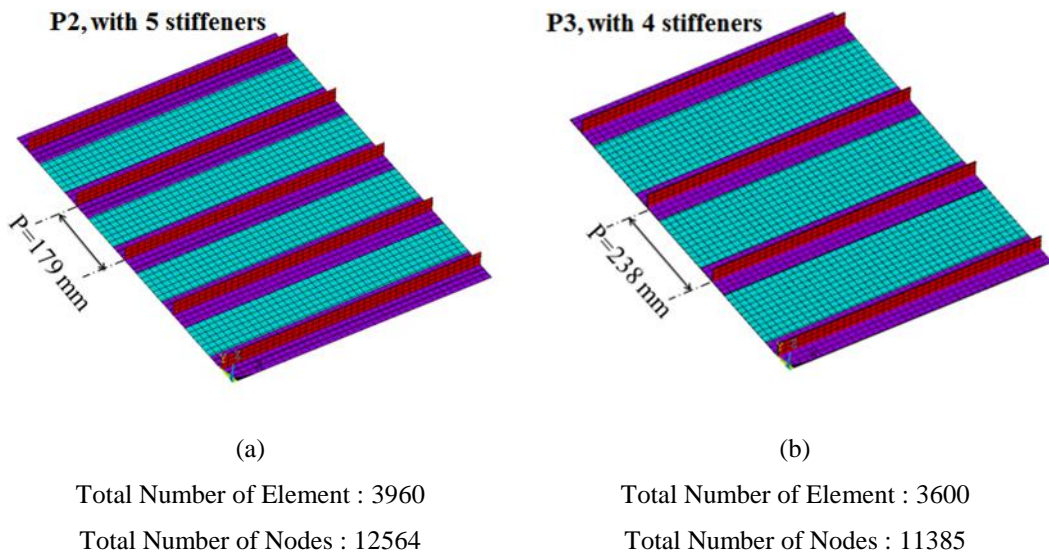 P2, with 5 stiffeners
P=179 mm
(a)
Total Number of Element : 3960
Total Number of Nodes : 12564
P3, with 4 stiffeners
P=238 mm
(b)
Total Number of Element : 3600
Total Number of Nodes : 11385